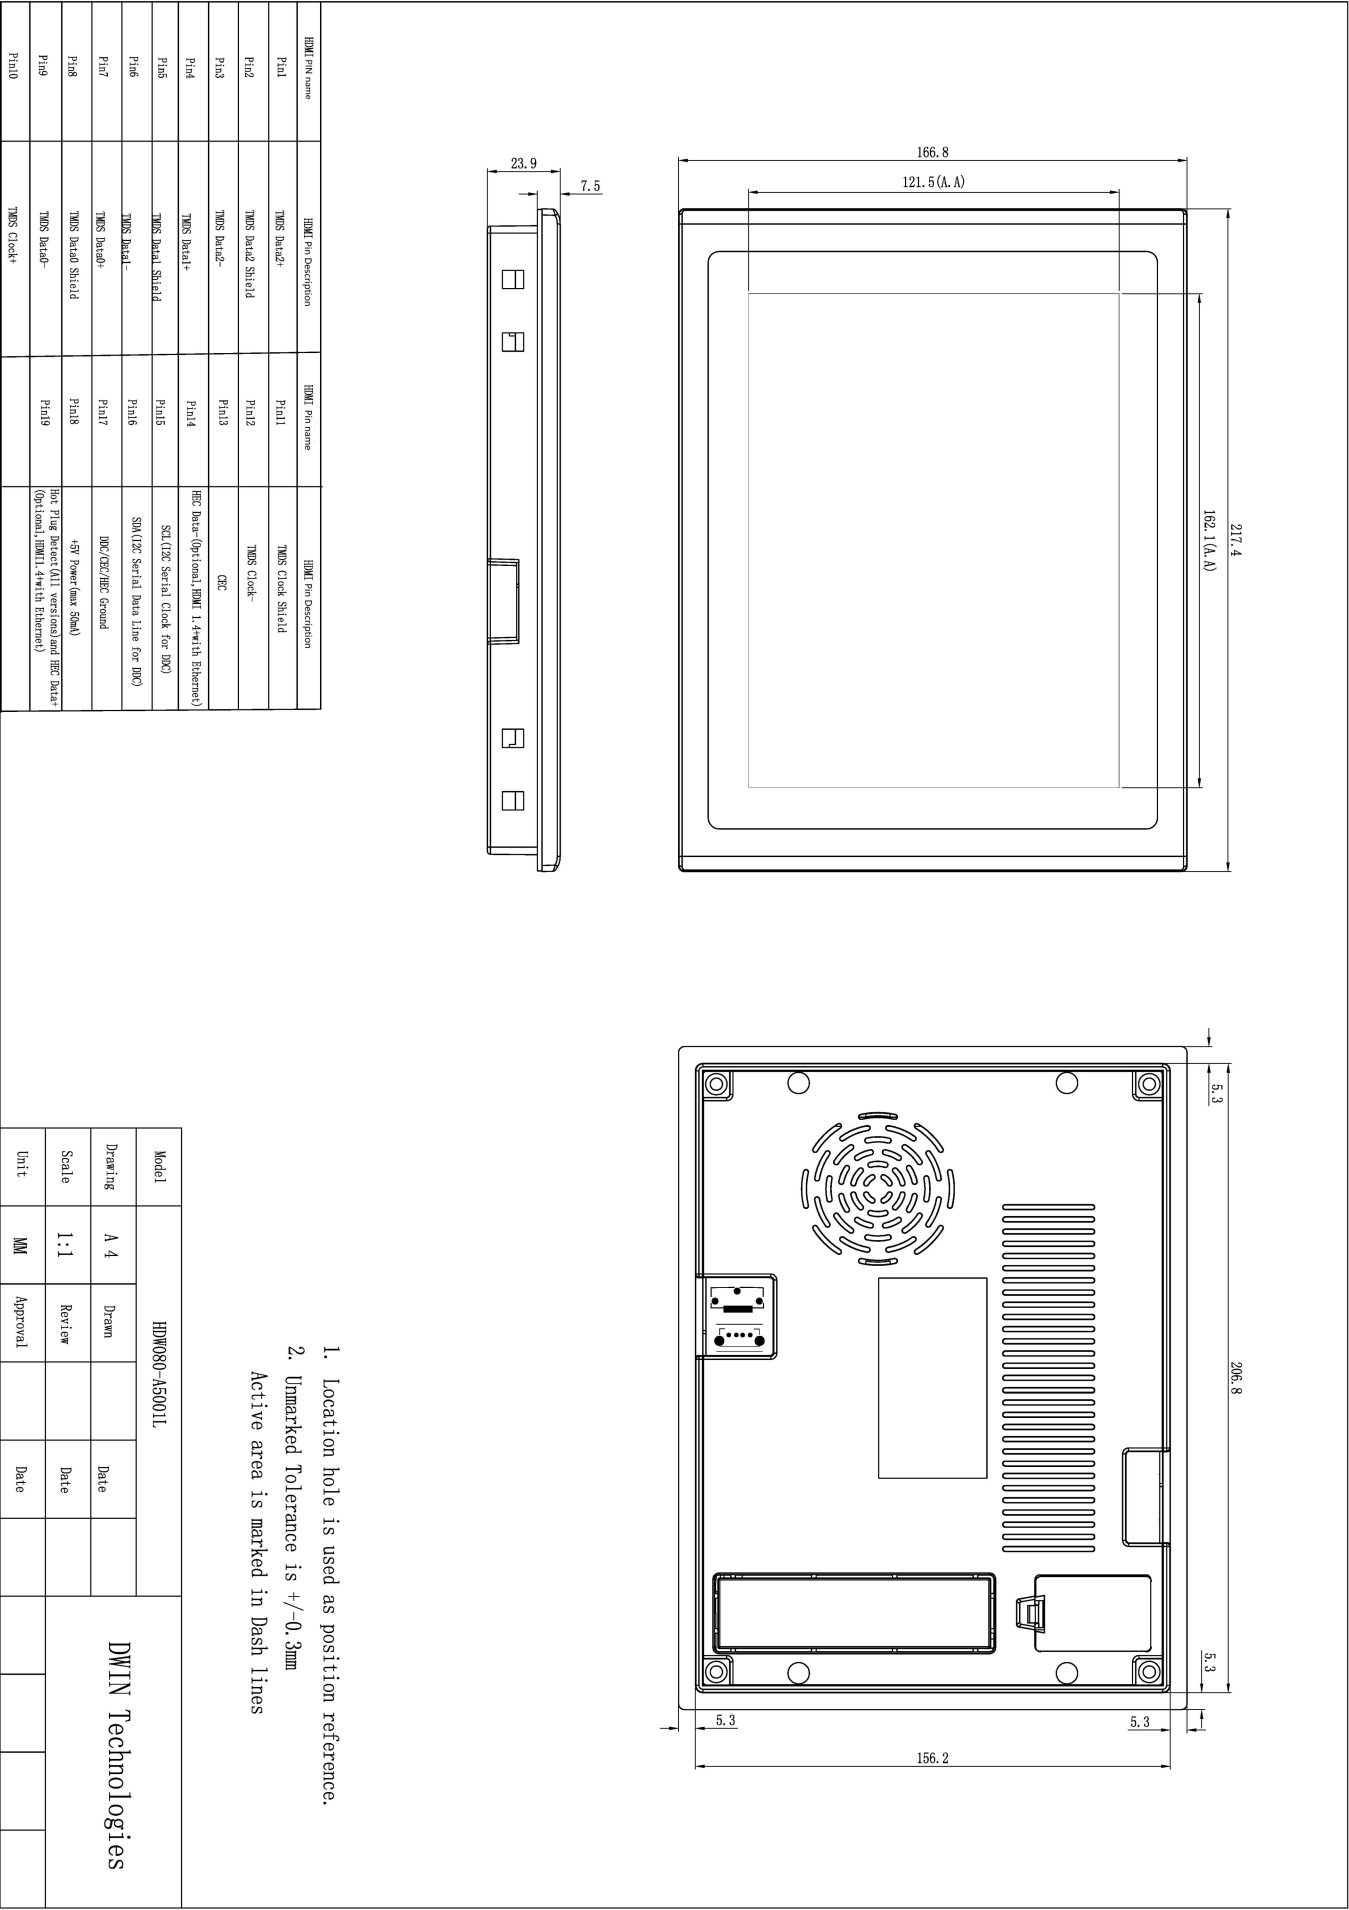 166.8
121.5(A.A)
23.9
7.5
217.4
162.1(A.A)
5.3
206.8
5.3
5.3
5.3
156.2
HDMI PIN name HDMI Pin Description HDMI Pin name HDMI Pin Description
Pin1 TMDS Data2+ Pin11 TMDS Clock Shield
Pin2 TMDS Data2 Shield Pin12 TMDS Clock-
Pin3 TMDS Data2- Pin13 CEC
Pin4 TMDS Data1+ Pin14 HEC Data-(Optional,HDMI 1.4+with Ethernet)
Pin5 TMDS Data1 Shield Pin15 SCL(I2C Serial Clock for DDC)
Pin6 TMDS Data1- Pin16 SDA(I2C Serial Data Line for DDC)
Pin7 TMDS Data0+ Pin17 DDC/CEC/HEC Ground
Pin8 TMDS Data0 Shield Pin18 +5V Power(max 50mA)
Pin9 TMDS Data0- Pin19 Hot Plug Detect(All versions)and HEC Data+
(Optional,HDMI1.4+with Ethernet)
Pin10 TMDS Clock+
1. Location hole is used as position reference.
2. Unmarked Tolerance is +/-0.3mm
Active area is marked in Dash lines
Model HDW080-A5001L
Drawing A 4 Drawn Date
Scale 1:1 Review Date
Unit MM Approval Date
DWIN Technologies